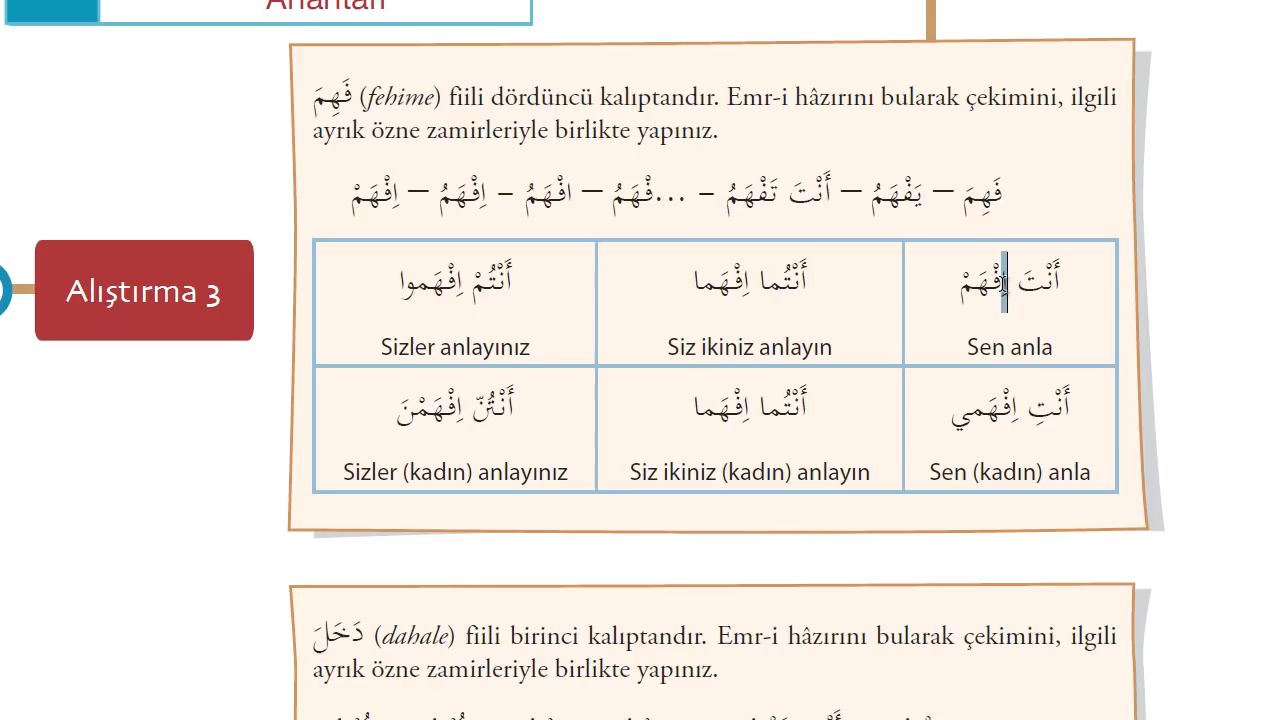 Anahtarı
فَهِمَ (fehime) fiili dördüncü kalıptandır. Emr-i hâzırını bularak çekimini, ilgili
ayrık özne zamirleriyle birlikte yapınız.
فَهِمَ – يَفْهَمُ – أَنْتَ تَفْهَمُ – ...فْهَمُ – افْهَمُ – اِفْهَمُ – اِفْهَمْ
Alıştırma 3
أَنْتَ اِفْهَمْ
أَنْتُما اِفْهَما
أَنْتُمْ اِفْهَموا
Sen anla
Siz ikiniz anlayın
Sizler anlayınız
أَنْتِ اِفْهَمي
أَنْتُما اِفْهَما
أَنْتُنّ اِفْهَمْنَ
Sen (kadın) anla
Siz ikiniz (kadın) anlayın
Sizler (kadın) anlayınız
دَخَلَ (dahale) fiili birinci kalıptandır. Emr-i hâzırını bularak çekimini, ilgili
ayrık özne zamirleriyle birlikte yapınız.